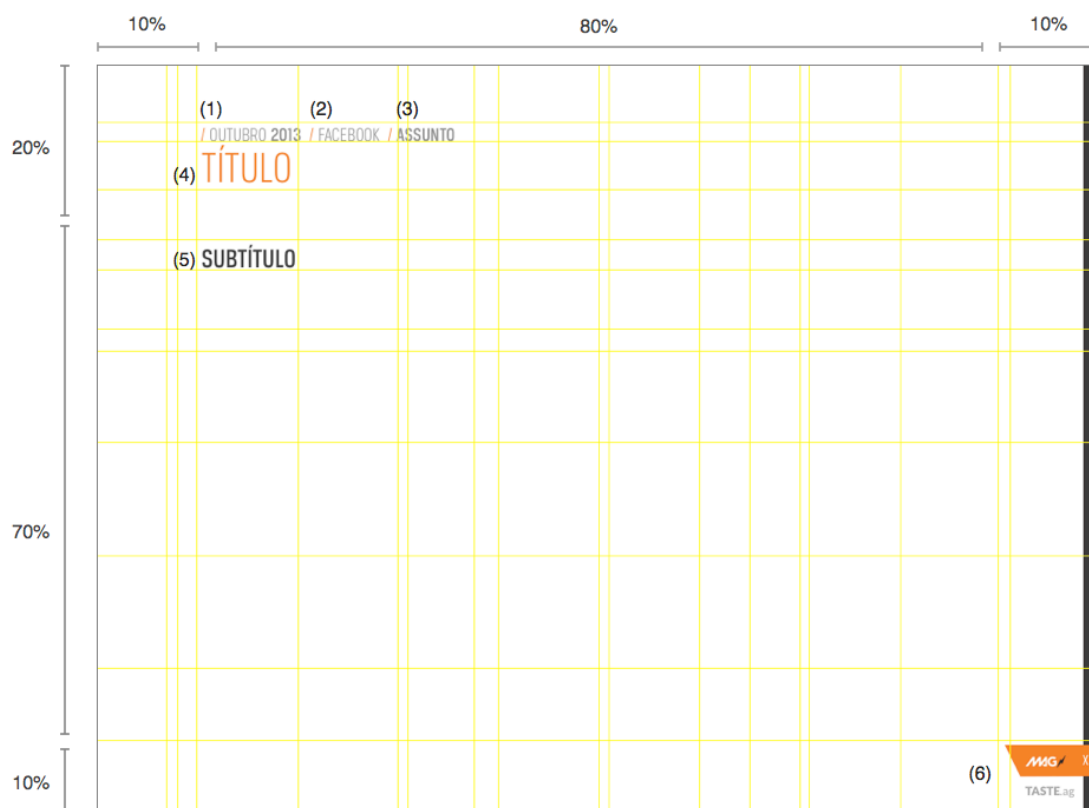 10% 80% 10%
20%
(1) (2) (3)
/ OUTUBRO 2013 / FACEBOOK / ASSUNTO
(4) TÍTULO
(5) SUBTÍTULO
70%
10%
(6) MAG X
TASTE.ag